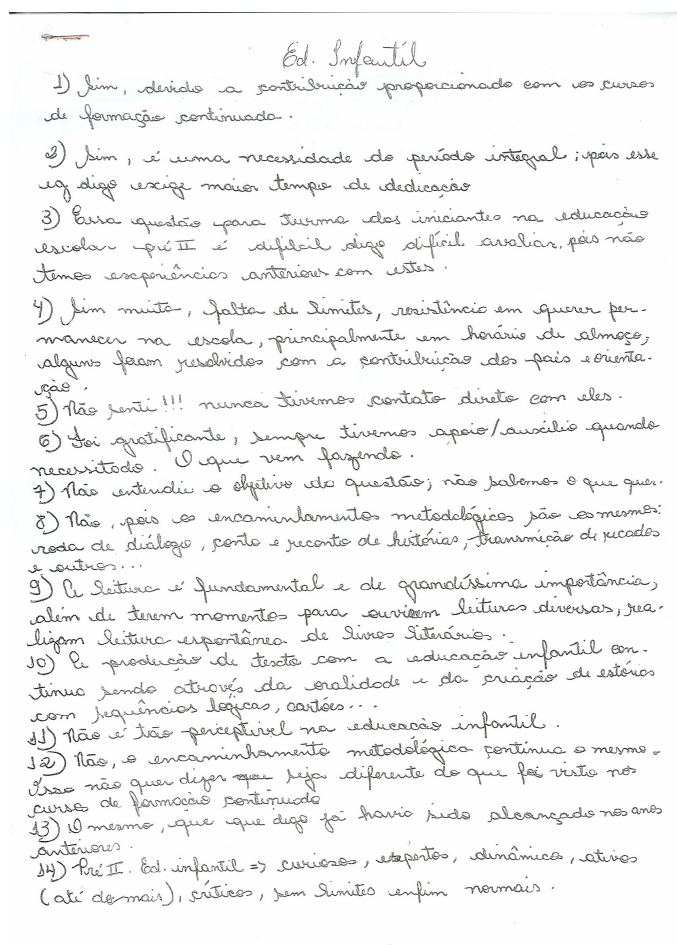 Ed. Infantil
1) Sim, devido a contribuição proporcionado com os cursos
de formação continuada.
2) Sim, é uma necessidade do período integral; pois esse
eq digo exige maior tempo de dedicação
3) Essa questão para turma dos iniciantes na educação
escolar pré II é difilcil digo difícil avaliar, pois não
temos experiências anteriores com estes.
4) Sim muita, falta de limites, resistência em querer per-
manecer na escola, principalmente em horário de almoço,
alguns foram resolvidos com a contribuição dos pais e orienta-
ção.
5) Não senti!!! nunca tivemos contato direto com eles.
6) Foi gratificante, sempre tivemos apoio/auxílio quando
necessitado. O que vem fazendo.
7) Não entendi o objetivo da questão; não sabemos o que quer.
8) Não, pois os encaminhamentos metodológicos são os mesmos:
roda de diálogo, conto e reconto de histórias, transmição de recados
e outros...
9) A leitura é fundamental e de grandíssima importância,
além de terem momentos para ouvirem leituras diversas, rea-
lizam leitura espontânea de livros literários.
10) A produção de texto com a educação infantil con-
tinua sendo através da oralidade e da criação de estórias
com sequências lógicas, cartões...
11) Não é tão perceptível na educação infantil.
12) Não, o encaminhamento metodológica continua o mesmo.
Isso não quer dizer que seja diferente do que foi visto nos
curso de formação continuada
13) O mesmo, que que digo já havia sido alcançado nos anos
anteriores.
14) Pré II. Ed. infantil => curiosos, espertos, dinâmico, ativos
(até demais), críticos, sem limites enfim normais.